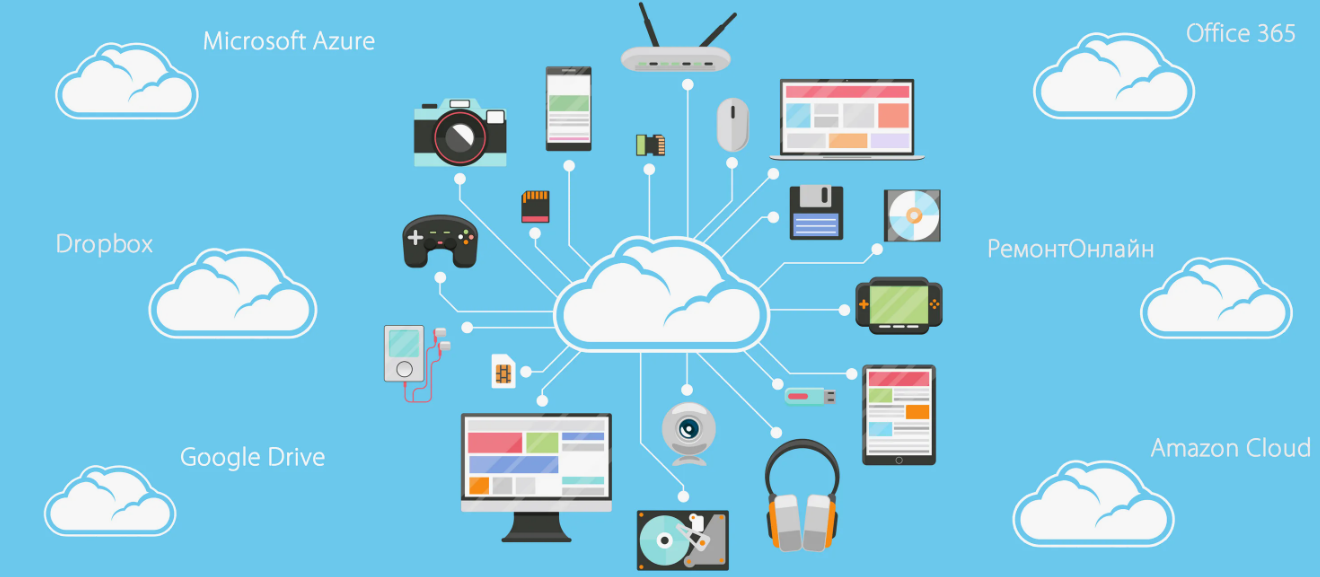 Microsoft Azure
Office 365
Dropbox
РемонтОнлайн
Google Drive
Amazon Cloud